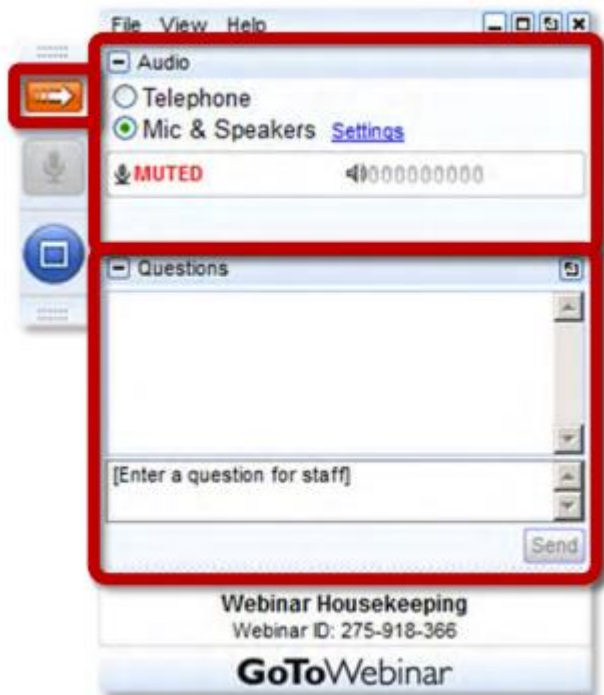 File View Help
Audio
Telephone
Mic & Speakers Settings
MUTED
Questions
[Enter a question for staff]
Send
Webinar Housekeeping
Webinar ID: 275-918-366
GoToWebinar